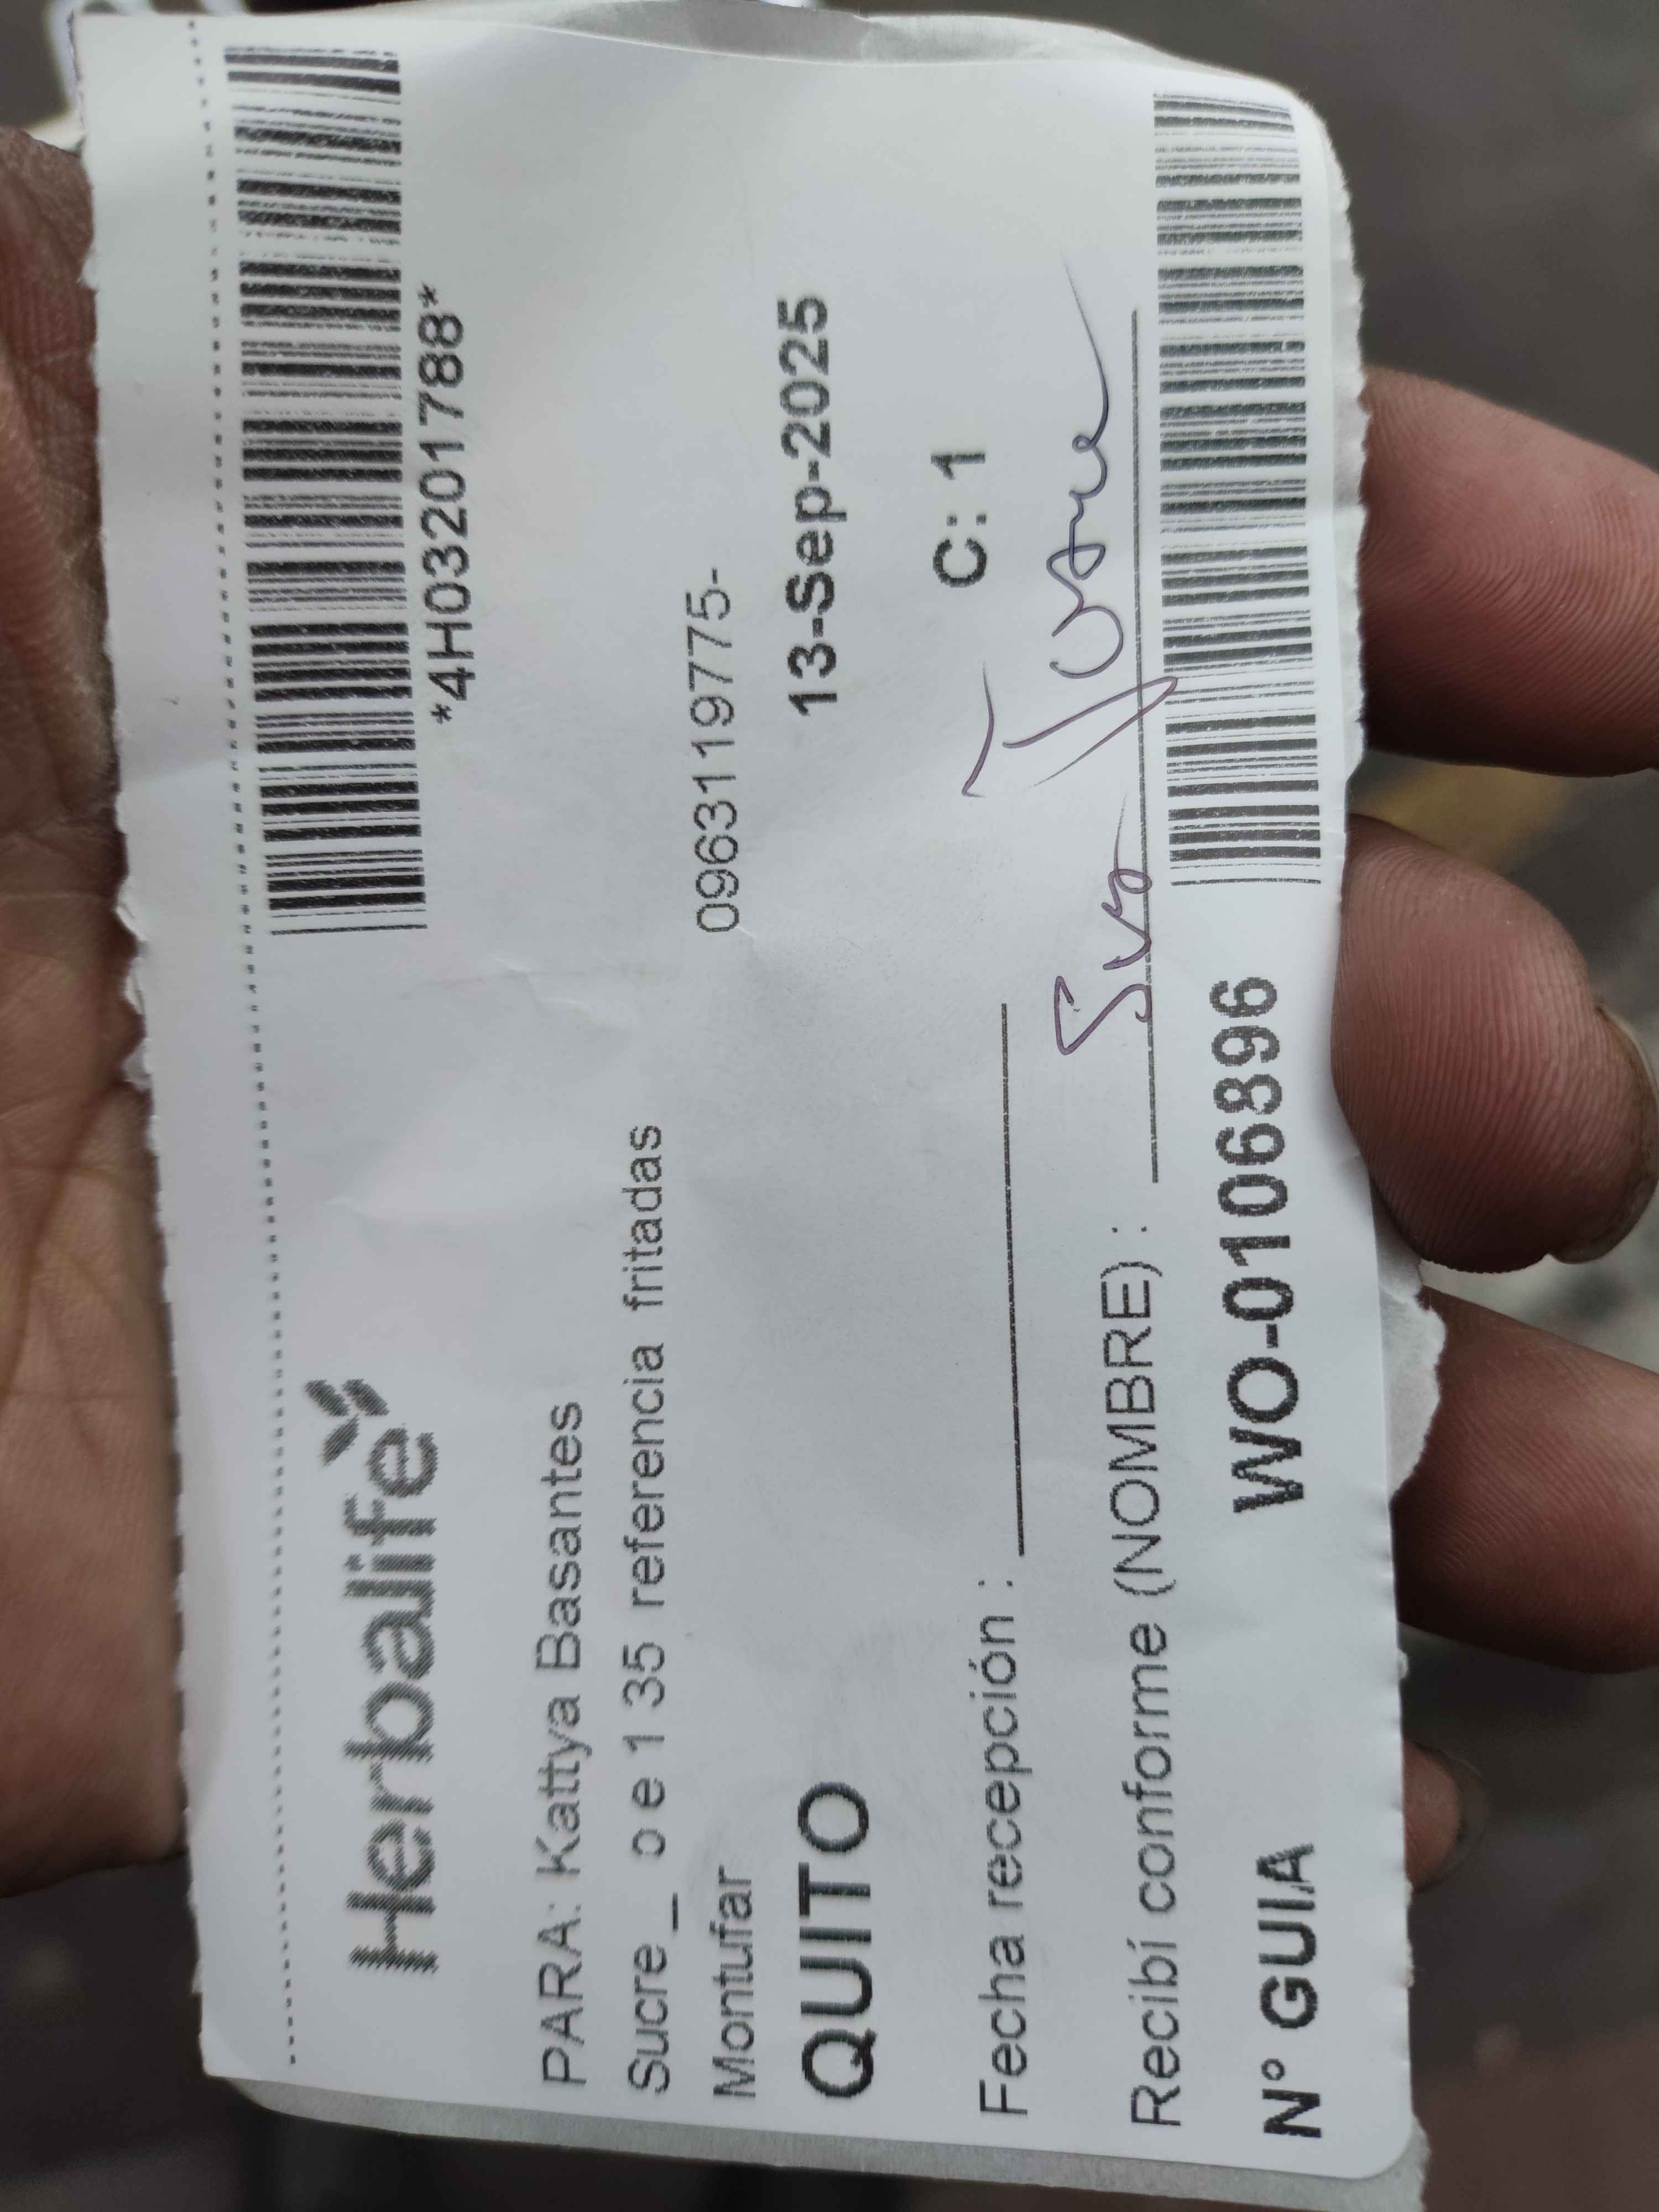 Herbalife
*4H03201788*
PARA: Kattya Basantes
Sucre_ o e 1 35 referencia fritadas
Montufar
0963119775-
QUITO
13-Sep-2025
C: 1
Fecha recepción :
Recibí conforme (NOMBRE) :
N° GUIA WO-0106896